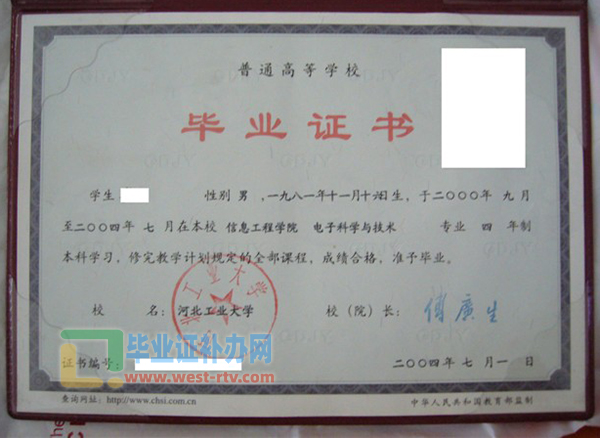 普通高等学校
毕业证书
学生 性别 男 ，一九八一年十一月十六日生，于二〇〇〇年 九 月
至二〇〇四年 七 月在本校 信息工程学院 电子科学与技术 专业 四 年制
本科学习，修完教学计划规定的全部课程，成绩合格，准予毕业。
校 名：河北工业大学 校（院）长： 傅廣生
毕业证补办网
www.west-rtv.com
证书编号： 二〇〇四年七月一日
查询网址：http://www.chsi.com.cn 中华人民共和国教育部监制